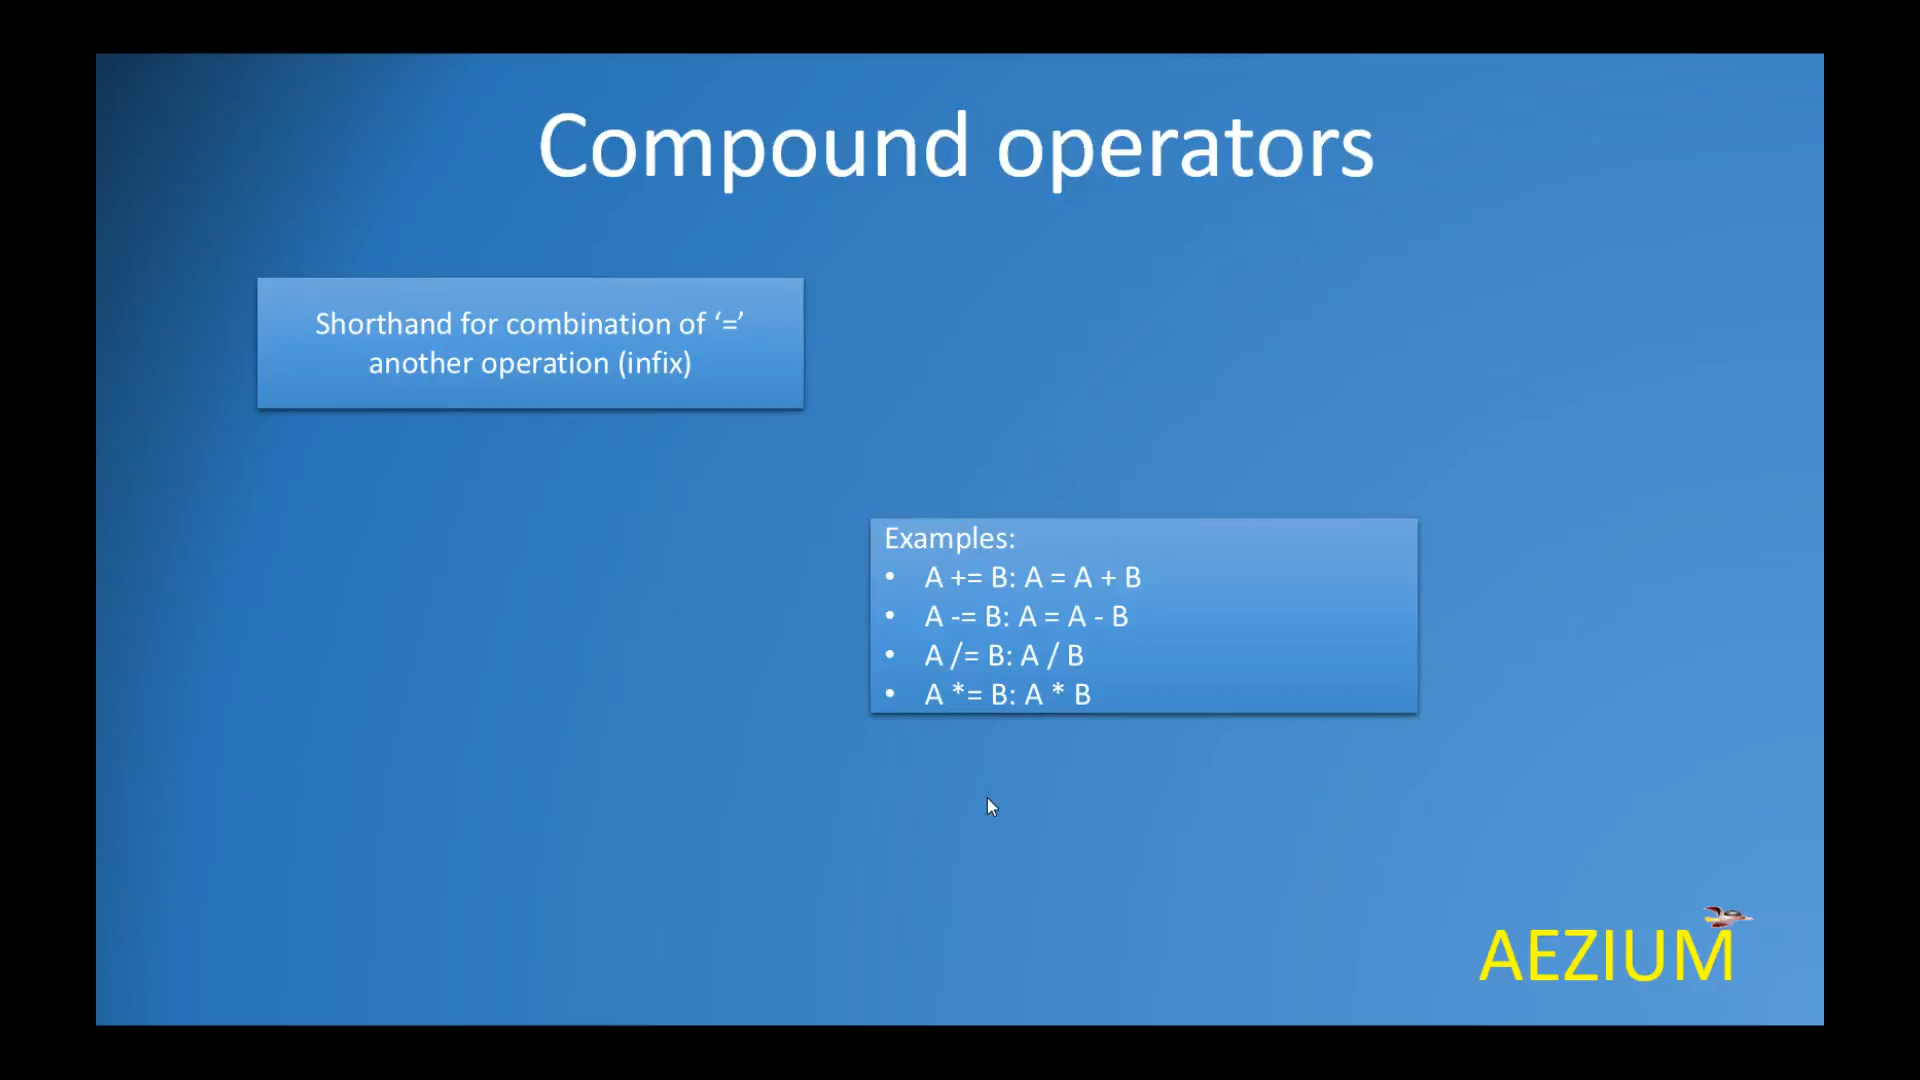 Compound operators
Shorthand for combination of ‘=’
another operation (infix)
Examples:
• A += B: A = A + B
• A -= B: A = A - B
• A /= B: A / B
• A *= B: A * B
AEZIUM